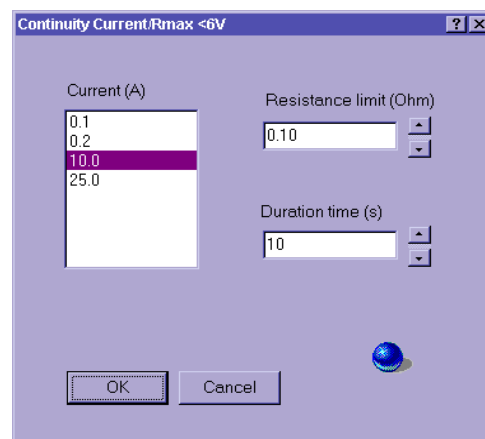 Continuity Current/Rmax <6V
Current (A)
0.1
0.2
10.0
25.0
Resistance limit (Ohm)
0.10
Duration time (s)
10
OK
Cancel